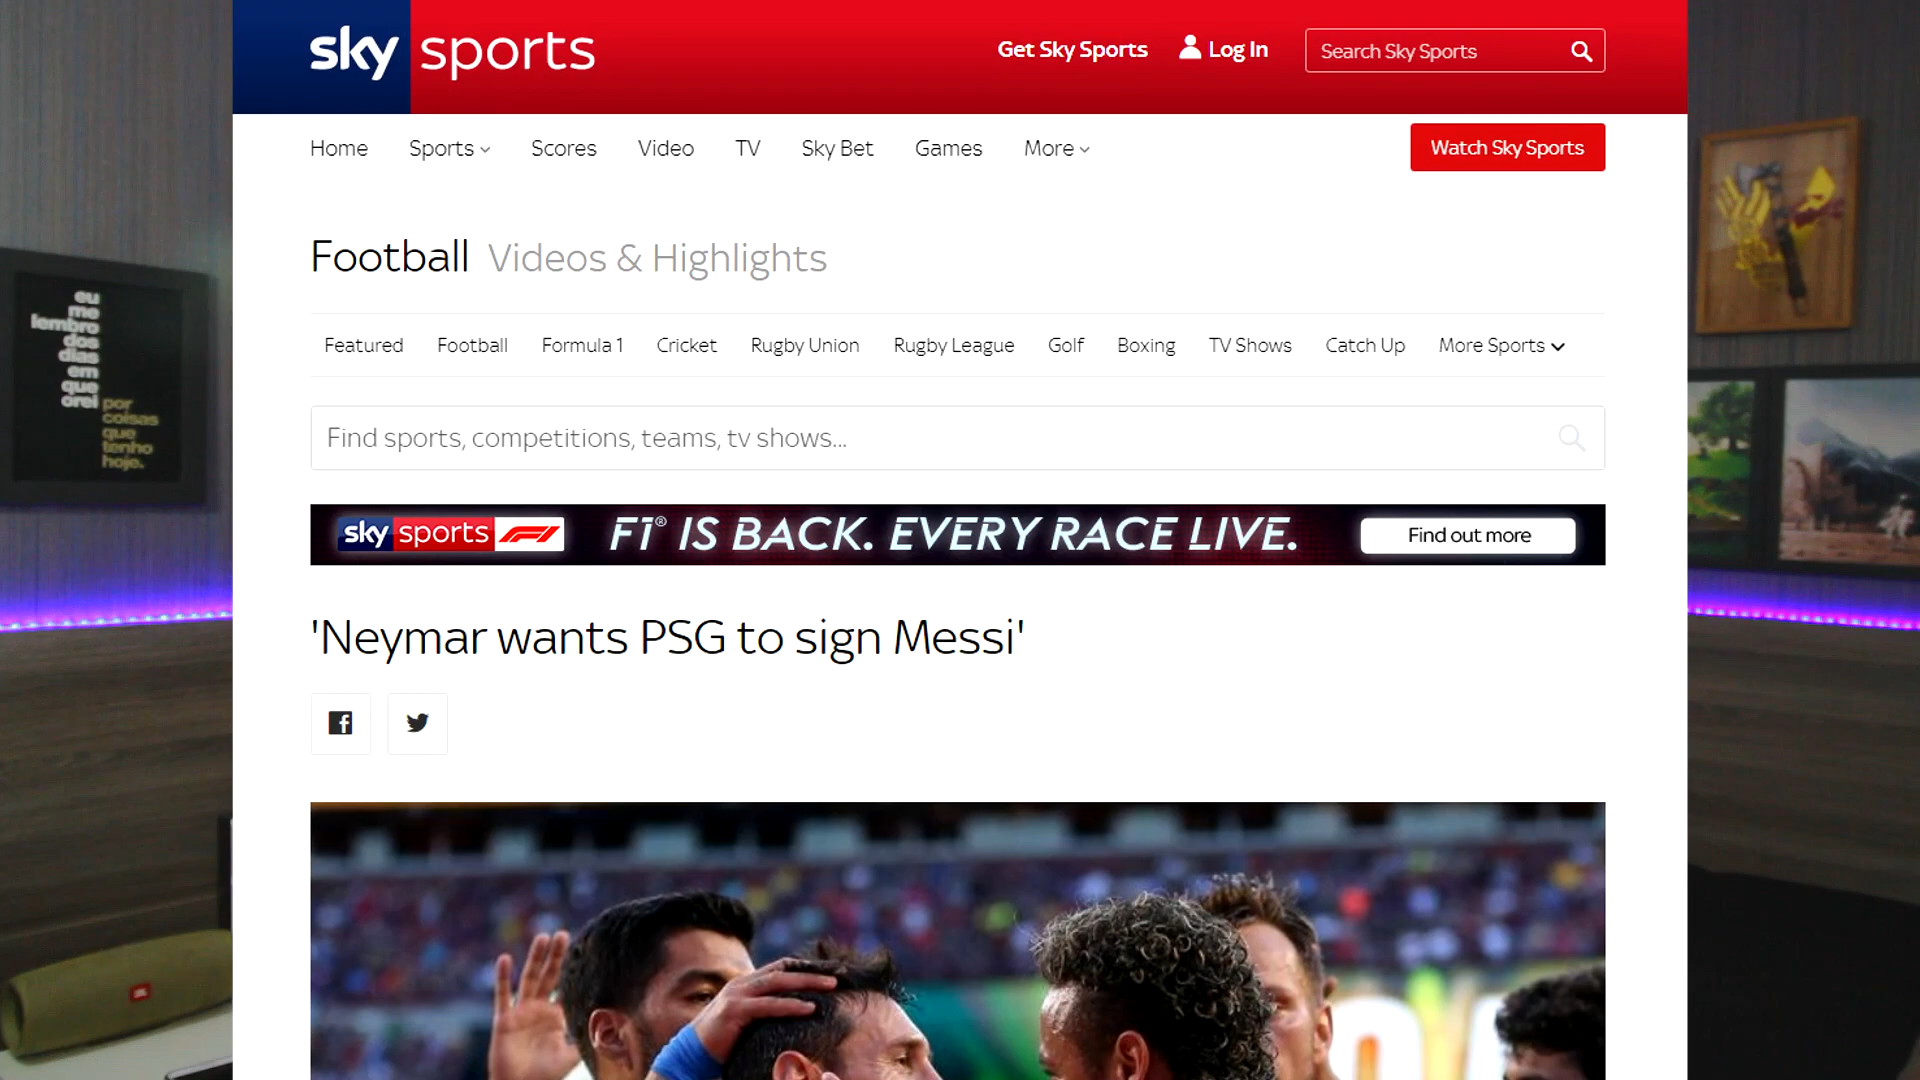 sky sports
Get Sky Sports Log In Search Sky Sports
Home Sports Scores Video TV Sky Bet Games More Watch Sky Sports
Football Videos & Highlights
Featured Football Formula 1 Cricket Rugby Union Rugby League Golf Boxing TV Shows Catch Up More Sports
Find sports, competitions, teams, tv shows...
sky sports F1 F1® IS BACK. EVERY RACE LIVE. Find out more
'Neymar wants PSG to sign Messi'
eu
me
lembro
dos
dias
em
que
orei por
coisas
que
tenho
hoje.
JBL